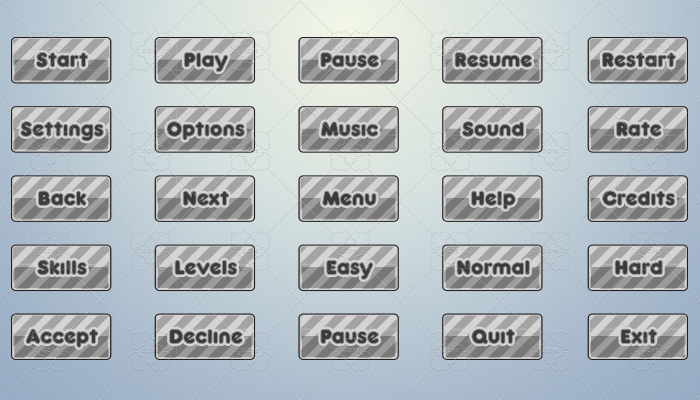 Start Play Pause Resume Restart
Settings Options Music Sound Rate
Back Next Menu Help Credits
Skills Levels Easy Normal Hard
Accept Decline Pause Quit Exit